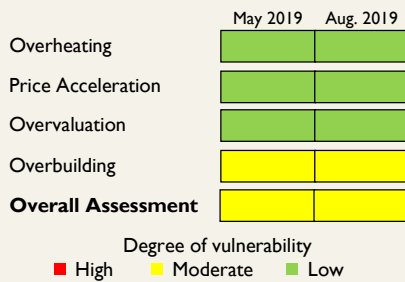 May 2019 Aug. 2019
Overheating
Price Acceleration
Overvaluation
Overbuilding
Overall Assessment
Degree of vulnerability
High Moderate Low